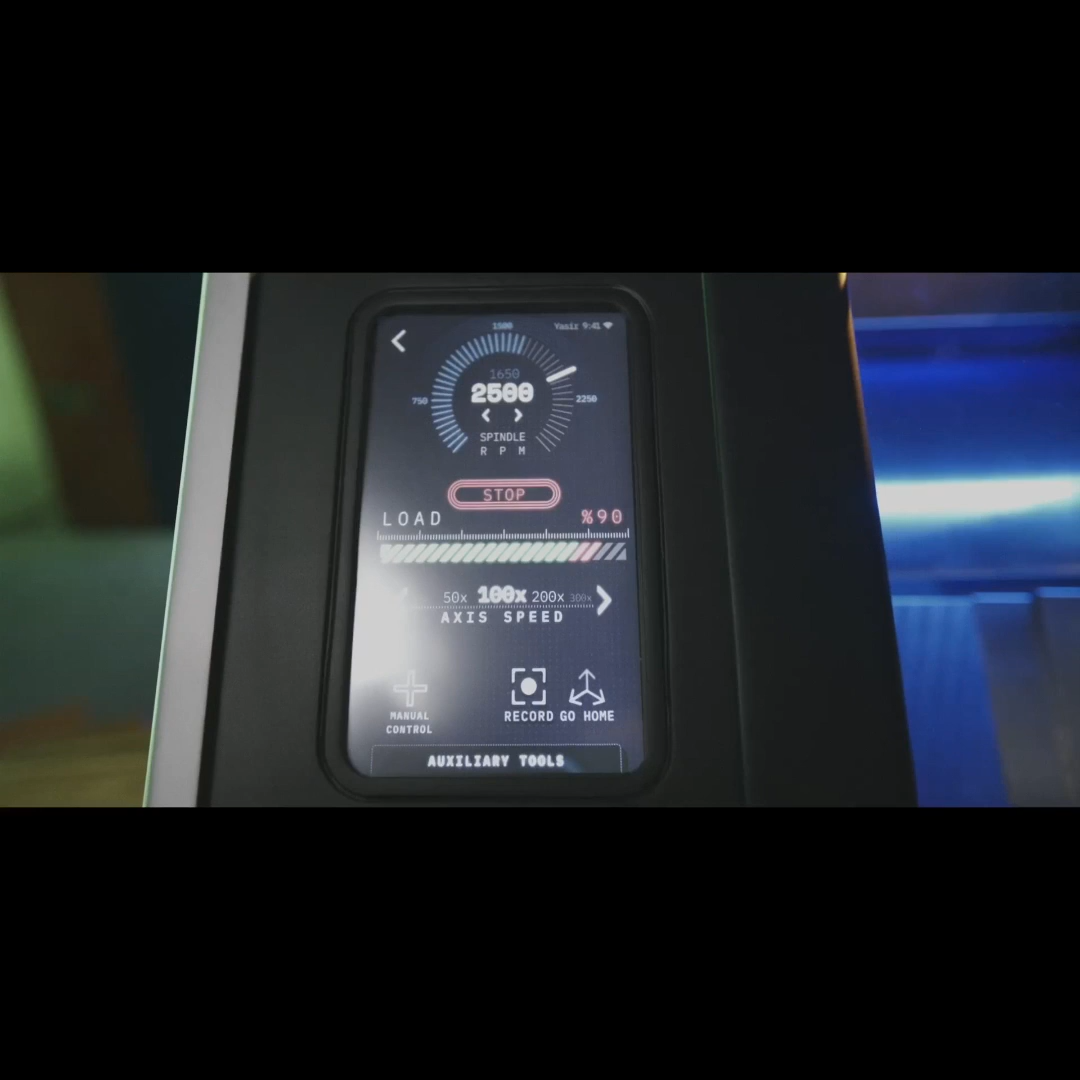 1500
Yasir 9:41
1650
750
2500
2250
SPINDLE
R P M
STOP
LOAD %90
50x 100x 200x 300x
AXIS SPEED
MANUAL
CONTROL
RECORD
GO HOME
AUXILIARY TOOLS